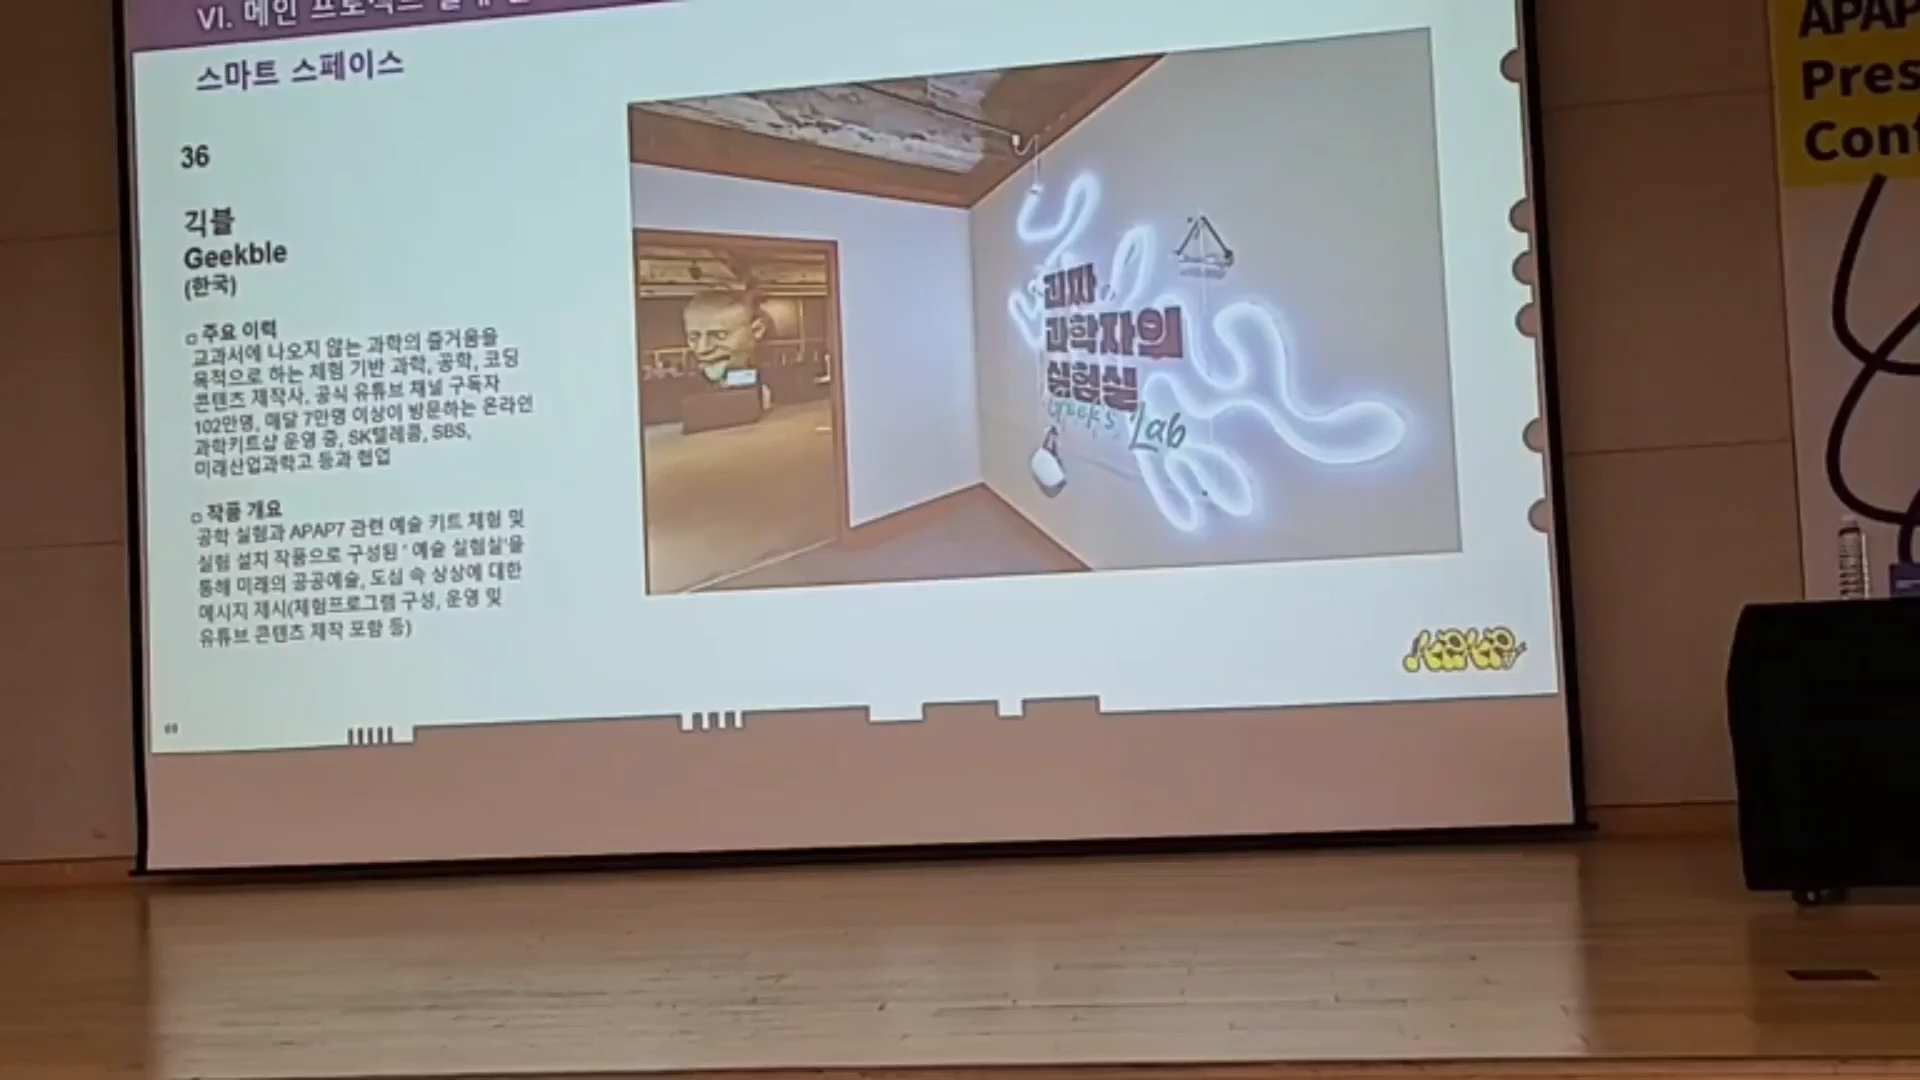 VI. 메인 프로젝트
스마트 스페이스
36
긱블
Geekble
(한국)
□ 주요 이력
교과서에 나오지 않는 과학의 즐거움을
목적으로 하는 체험 기반 과학, 공학, 코딩
콘텐츠 제작사, 공식 유튜브 채널 구독자
102만명, 매달 7만명 이상이 방문하는 온라인
과학키트샵 운영 중, SK텔레콤, SBS,
미래산업과학고 등과 협업
□ 작품 개요
공학 실험과 APAP7 관련 예술 키트 체험 및
실험 설치 작품으로 구성된 ' 예술 실험실'을
통해 미래의 공공예술, 도심 속 상상에 대한
메시지 제시(체험프로그램 구성, 운영 및
유튜브 콘텐츠 제작 포함 등)
69
괴짜
과학자의
실험실
Geek's Lab
APAP
Pres
Conf